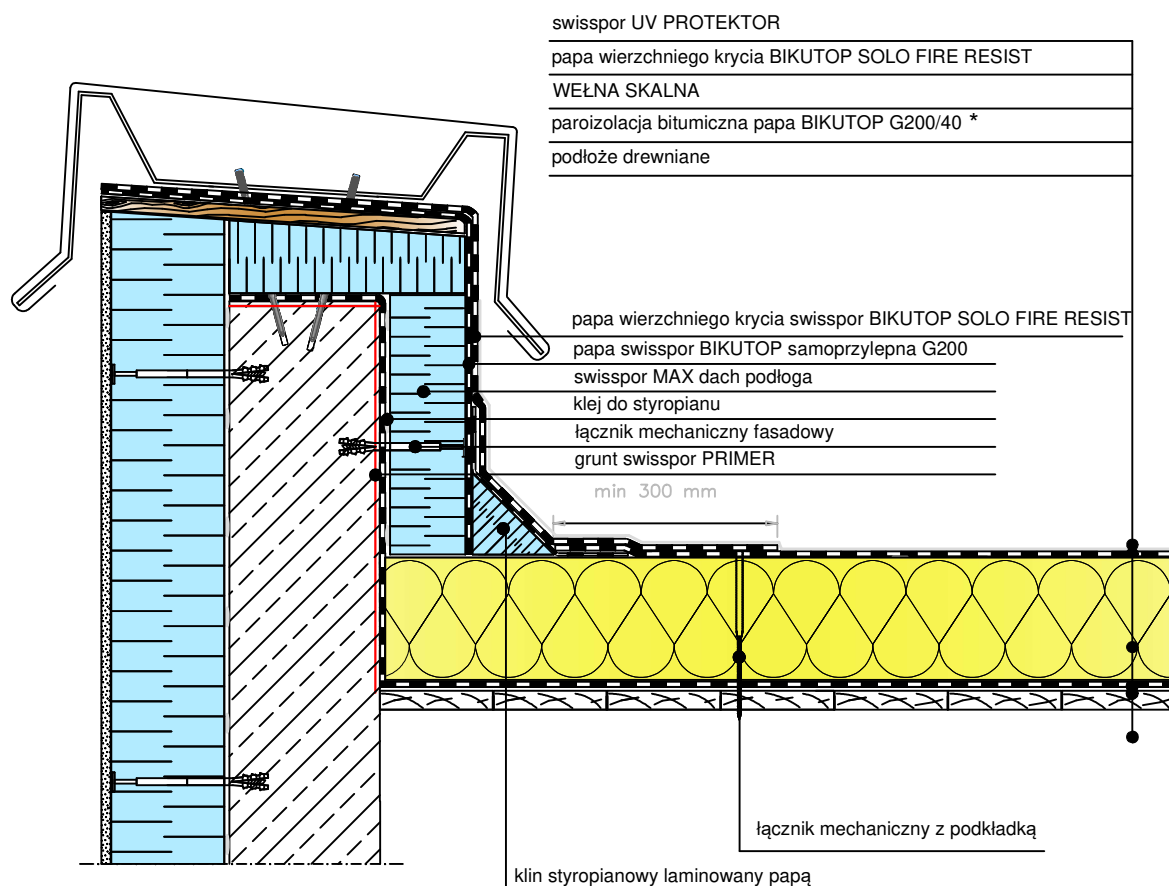 swisspor UV PROTEKTOR
papa wierzchniego krycia BIKUTOP SOLO FIRE RESIST
WEŁNA SKALNA
paroizolacja bitumiczna papa BIKUTOP G200/40 *
podłoże drewniane
papa wierzchniego krycia swisspor BIKUTOP SOLO FIRE RESIST
papa swisspor BIKUTOP samoprzylepna G200
swisspor MAX dach podłoga
klej do styropianu
łącznik mechaniczny fasadowy
grunt swisspor PRIMER
min 300 mm
łącznik mechaniczny z podkładką
klin styropianowy laminowany papą